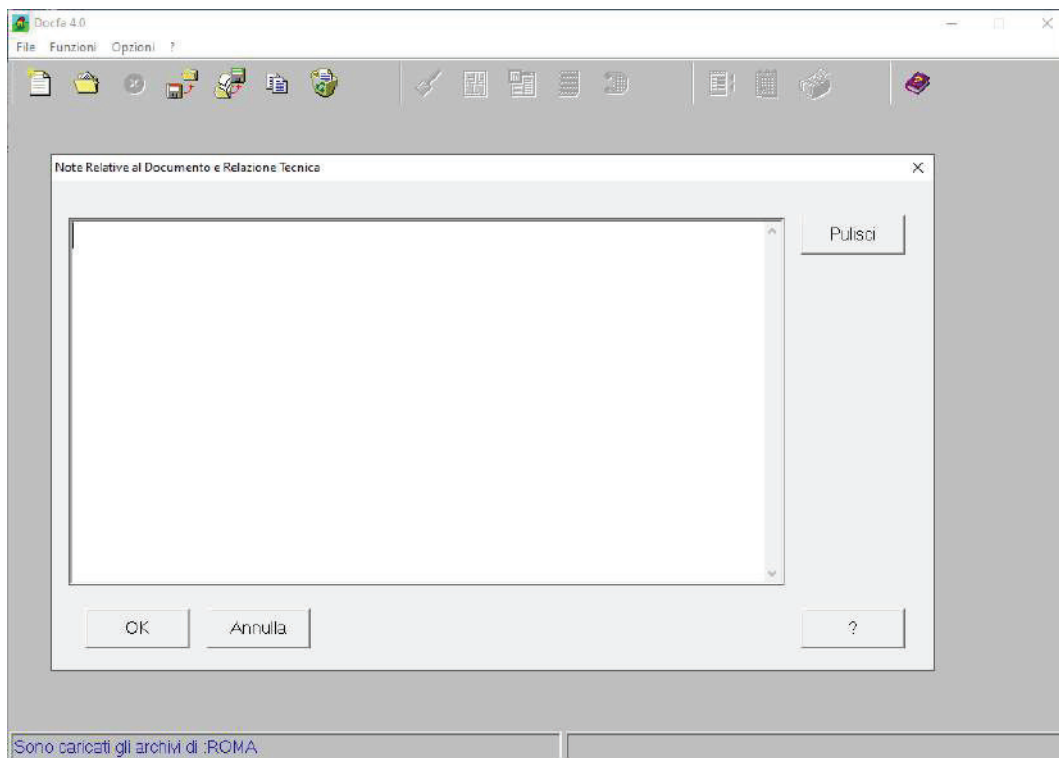 Docfa 4.0
File Funzioni Opzioni ?
Note Relative al Documento e Relazione Tecnica
Pulisci
OK Annulla ?
Sono caricati gli archivi di :ROMA